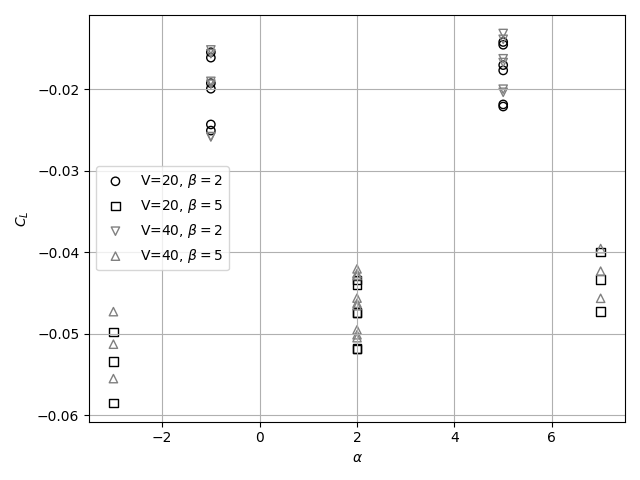 −0.02
−0.03
−0.04
−0.05
−0.06
C_L
V=20, β = 2
V=20, β = 5
V=40, β = 2
V=40, β = 5
−2
0
2
4
6
α